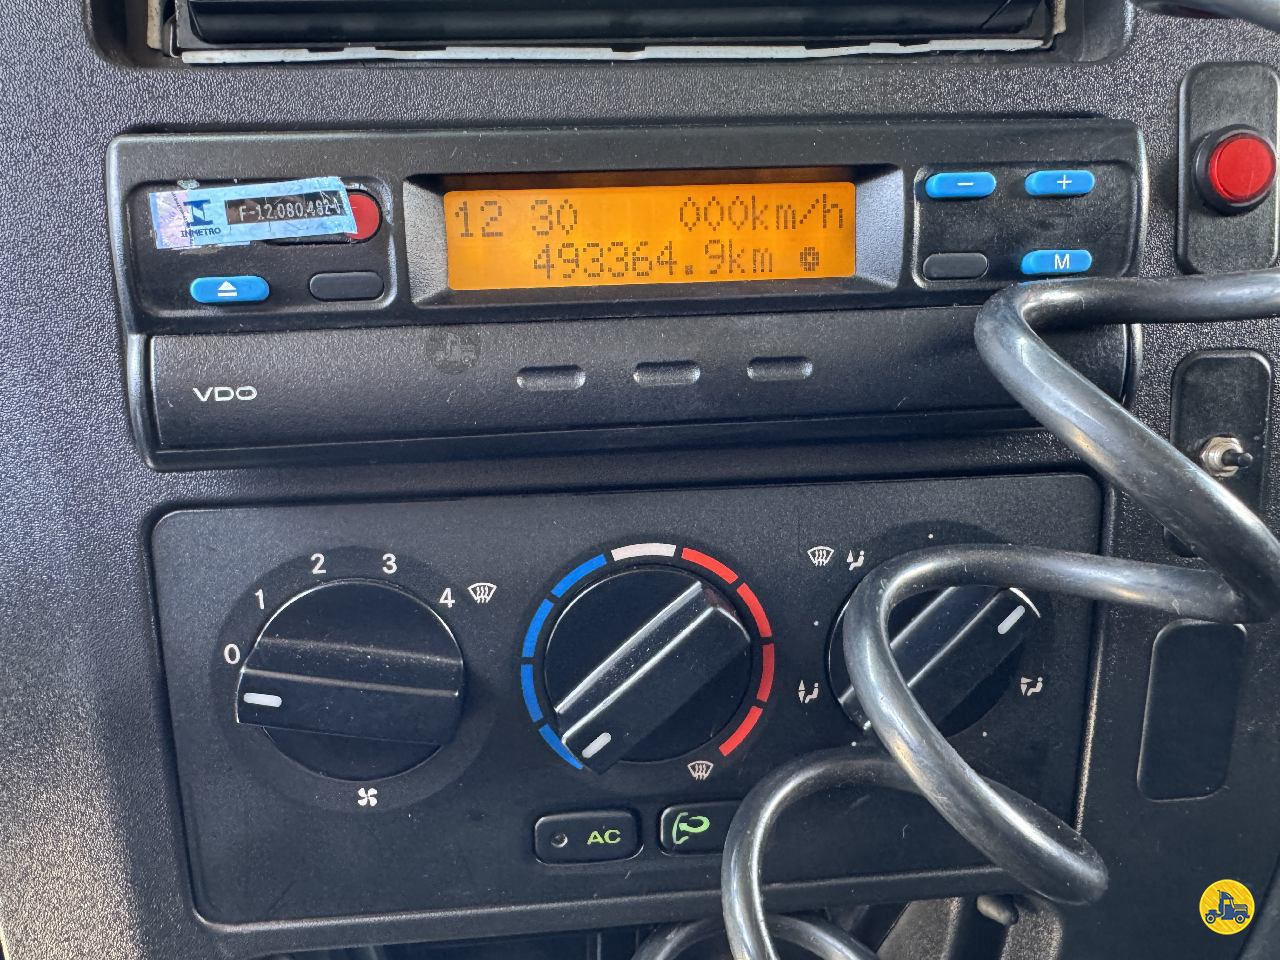 12 30 000km/h
493364.9km
F-12.080.492-1
INMETRO
− +
M
VDO
0 1 2 3 4
AC